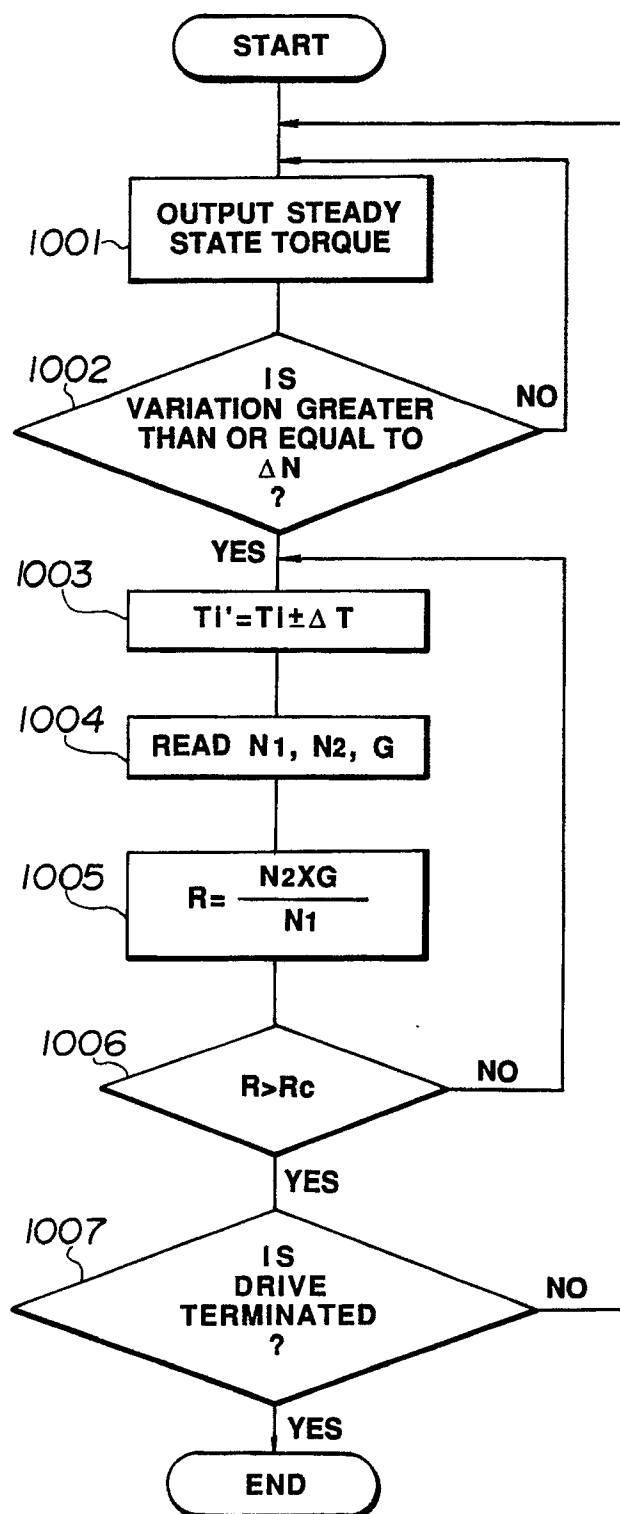 START
OUTPUT STEADY
STATE TORQUE
1001
1002
IS
VARIATION GREATER
THAN OR EQUAL TO
ΔN
?
NO
YES
1003
Ti'=Ti±ΔT
1004
READ N1, N2, G
1005
R= N2XG
N1
1006
R>Rc
NO
YES
1007
IS
DRIVE
TERMINATED
?
NO
YES
END